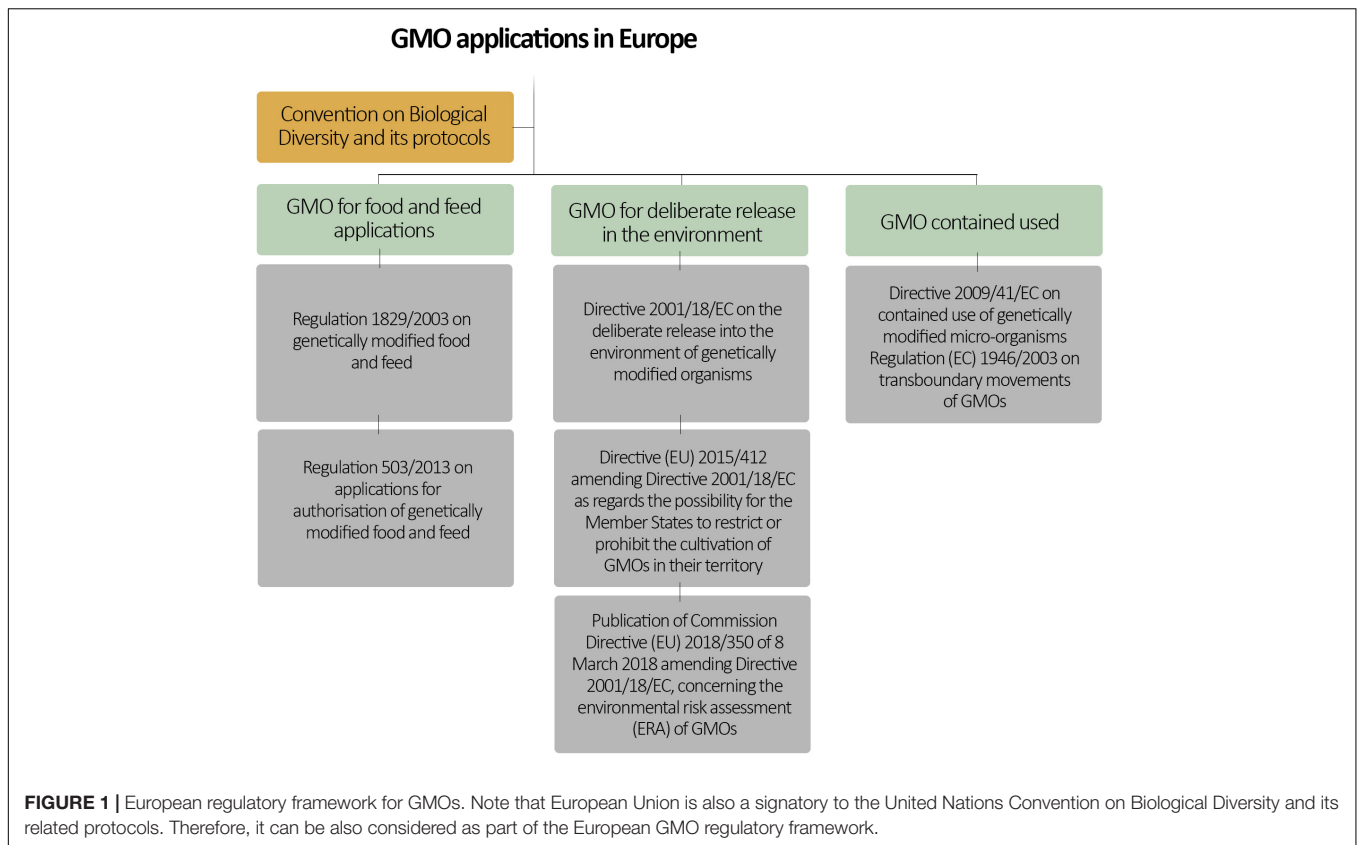 GMO applications in Europe
Convention on Biological
Diversity and its protocols
GMO for food and feed
applications
Regulation 1829/2003 on
genetically modified food
and feed
Regulation 503/2013 on
applications for
authorisation of genetically
modified food and feed
GMO for deliberate release
in the environment
Directive 2001/18/EC on the
deliberate release into the
environment of genetically
modified organisms
Directive (EU) 2015/412
amending Directive 2001/18/EC
as regards the possibility for the
Member States to restrict or
prohibit the cultivation of
GMOs in their territory
Publication of Commission
Directive (EU) 2018/350 of 8
March 2018 amending Directive
2001/18/EC, concerning the
environmental risk assessment
(ERA) of GMOs
GMO contained used
Directive 2009/41/EC on
contained use of genetically
modified micro-organisms
Regulation (EC) 1946/2003 on
transboundary movements
of GMOs
FIGURE 1 | European regulatory framework for GMOs. Note that European Union is also a signatory to the United Nations Convention on Biological Diversity and its
related protocols. Therefore, it can be also considered as part of the European GMO regulatory framework.